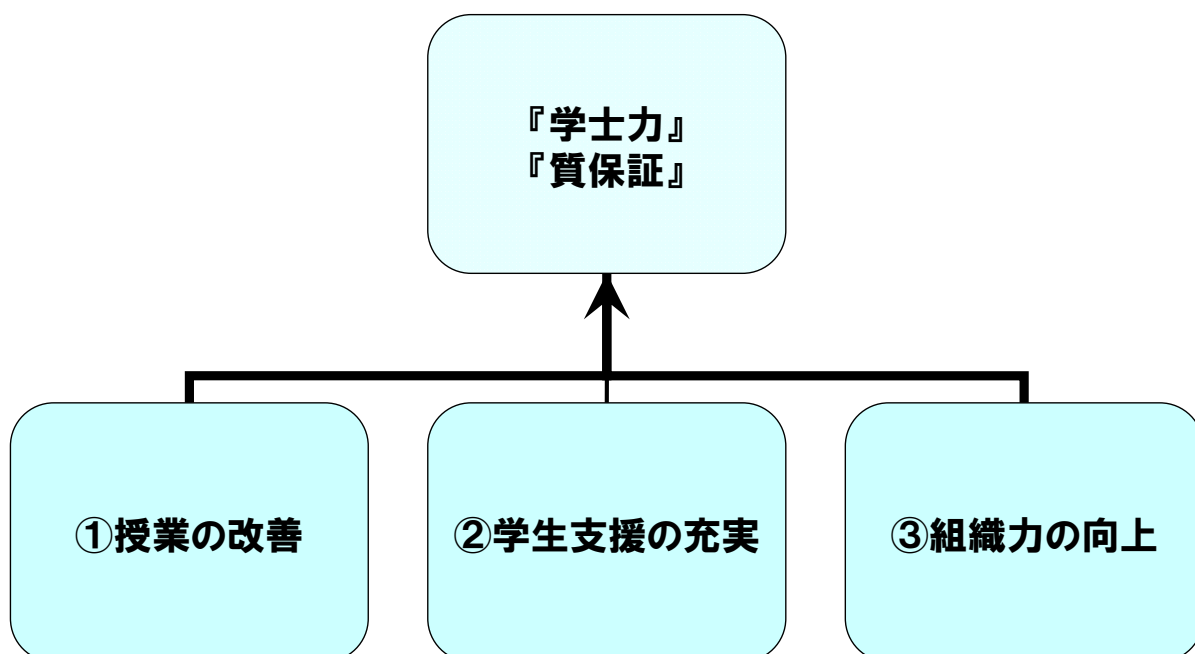 『学士力』
『質保証』
①授業の改善
②学生支援の充実
③組織力の向上